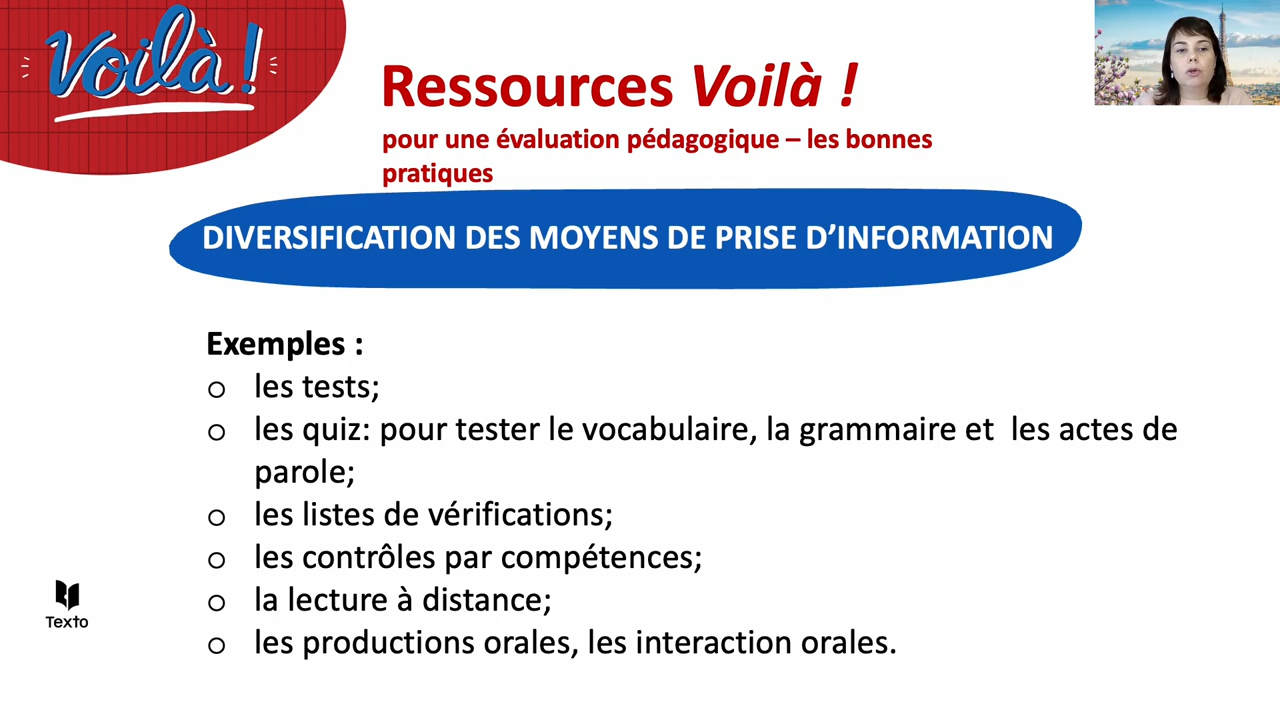 Voilà !
Ressources Voilà !
pour une évaluation pédagogique – les bonnes
pratiques
DIVERSIFICATION DES MOYENS DE PRISE D’INFORMATION
Exemples :
o les tests;
o les quiz: pour tester le vocabulaire, la grammaire et les actes de
parole;
o les listes de vérifications;
o les contrôles par compétences;
o la lecture à distance;
o les productions orales, les interaction orales.
Texto